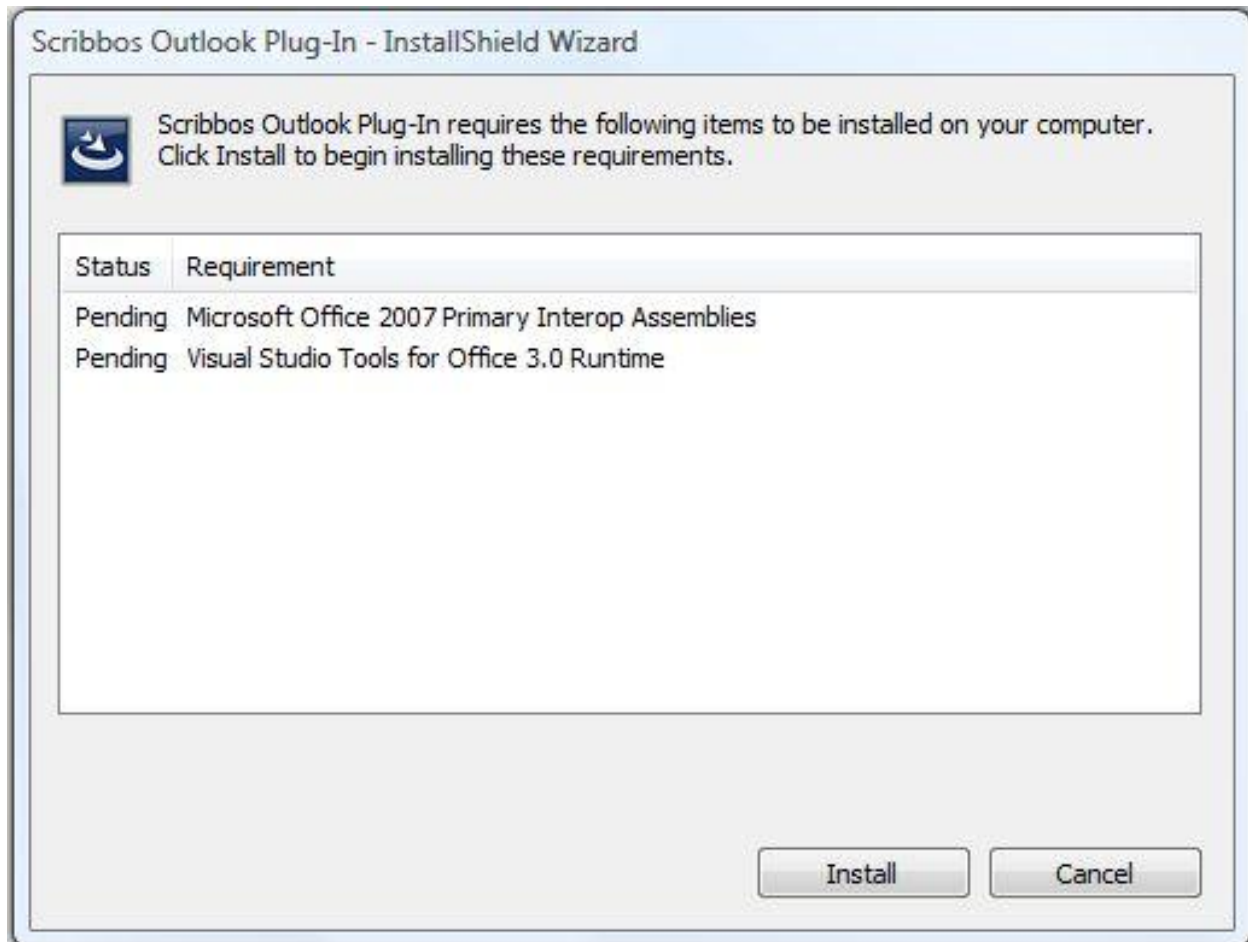 Scribbos Outlook Plug-In - InstallShield Wizard
Scribbos Outlook Plug-In requires the following items to be installed on your computer.
Click Install to begin installing these requirements.
Status Requirement
Pending Microsoft Office 2007 Primary Interop Assemblies
Pending Visual Studio Tools for Office 3.0 Runtime
Install Cancel